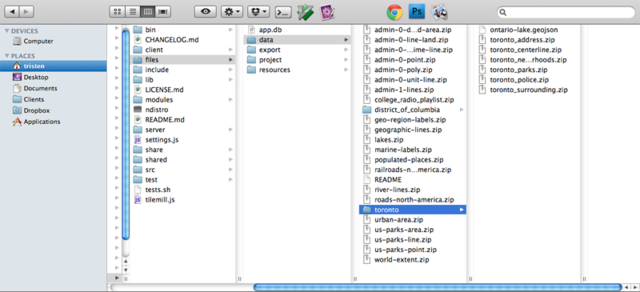 DEVICES
Computer
PLACES
tristen
Desktop
Documents
Clients
Dropbox
Applications
bin
CHANGELOG.md
client
files
include
lib
LICENSE.md
modules
ndistro
README.md
server
settings.js
share
shared
src
test
tests.sh
tilemill.js
app.db
data
export
project
resources
admin-0-d...d-area.zip
admin-0-line-land.zip
admin-0-...ime-line.zip
admin-0-point.zip
admin-0-poly.zip
admin-0-unit-line.zip
admin-1-lines.zip
college_radio_playlist.zip
district_of_columbia
geo-region-labels.zip
geographic-lines.zip
lakes.zip
marine-labels.zip
populated-places.zip
railroads-n...merica.zip
README
river-lines.zip
roads-north-america.zip
toronto
urban-area.zip
us-parks-area.zip
us-parks-line.zip
us-parks-point.zip
world-extent.zip
ontario-lake.geojson
toronto_address.zip
toronto_centerline.zip
toronto_ne...rhoods.zip
toronto_parks.zip
toronto_police.zip
toronto_surrounding.zip
Ps